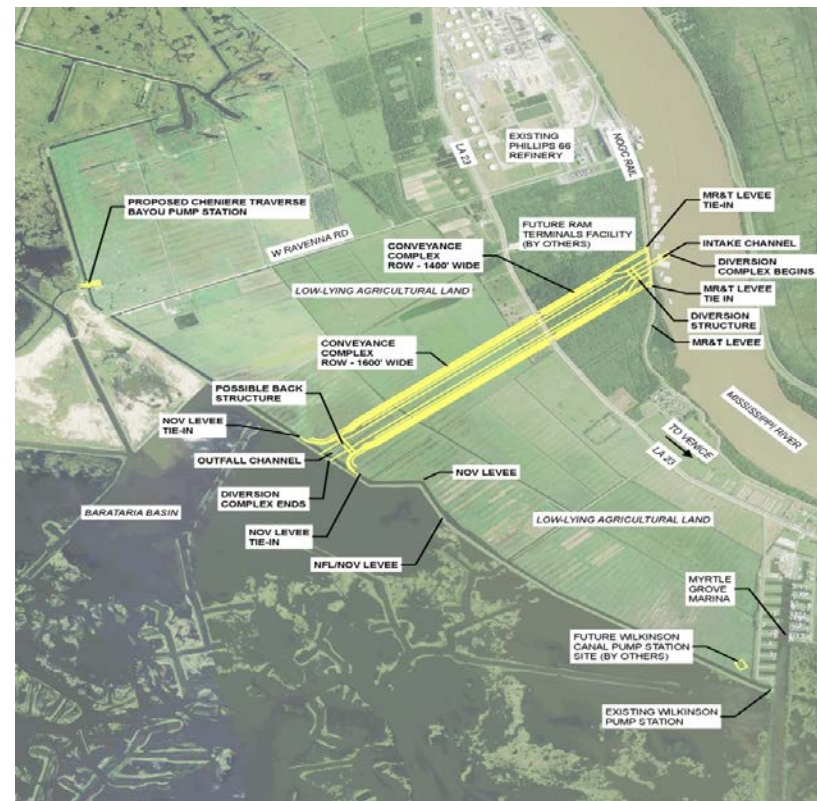 EXISTING
PHILLIPS 66
REFINERY
LA 23
NOGC RAIL
PROPOSED CHENIERE TRAVERSE
BAYOU PUMP STATION
W RAVENNA RD
MR&T LEVEE
TIE-IN
FUTURE RAM
TERMINALS FACILITY
(BY OTHERS)
CONVEYANCE
COMPLEX
ROW - 1400' WIDE
INTAKE CHANNEL
DIVERSION
COMPLEX BEGINS
LOW-LYING AGRICULTURAL LAND
MR&T LEVEE
TIE IN
DIVERSION
STRUCTURE
MR&T LEVEE
CONVEYANCE
COMPLEX
ROW - 1600' WIDE
POSSIBLE BACK
STRUCTURE
MISSISSIPPI RIVER
NOV LEVEE
TIE-IN
TO VENICE
LA 23
OUTFALL CHANNEL
NOV LEVEE
DIVERSION
COMPLEX ENDS
BARATARIA BASIN
LOW-LYING AGRICULTURAL LAND
NOV LEVEE
TIE-IN
NFL/NOV LEVEE
MYRTLE
GROVE
MARINA
FUTURE WILKINSON
CANAL PUMP STATION
SITE (BY OTHERS)
EXISTING WILKINSON
PUMP STATION